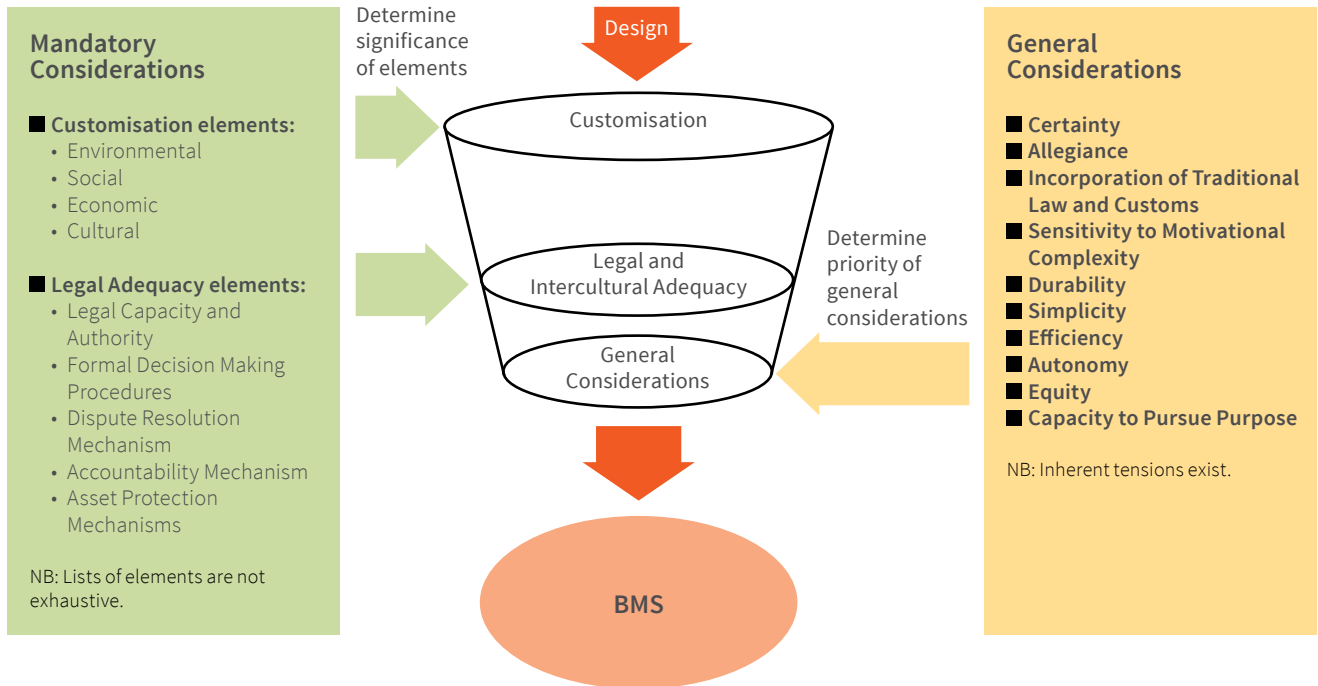 Mandatory
Considerations
■ Customisation elements:
• Environmental
• Social
• Economic
• Cultural
■ Legal Adequacy elements:
• Legal Capacity and
Authority
• Formal Decision Making
Procedures
• Dispute Resolution
Mechanism
• Accountability Mechanism
• Asset Protection
Mechanisms
NB: Lists of elements are not
exhaustive.
Determine
significance
of elements
Design
Customisation
Legal and
Intercultural Adequacy
General
Considerations
BMS
Determine
priority of
general
considerations
General
Considerations
■ Certainty
■ Allegiance
■ Incorporation of Traditional
Law and Customs
■ Sensitivity to Motivational
Complexity
■ Durability
■ Simplicity
■ Efficiency
■ Autonomy
■ Equity
■ Capacity to Pursue Purpose
NB: Inherent tensions exist.